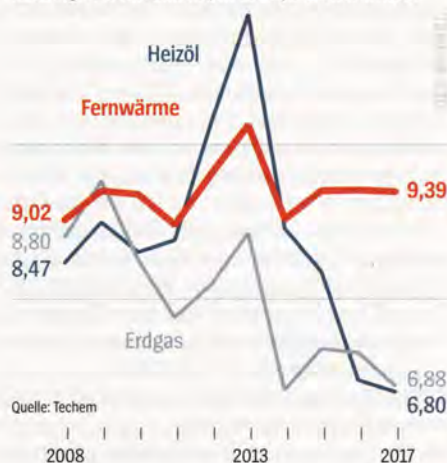 Heizöl
Fernwärme
9,02
8,80
8,47
9,39
Erdgas
6,88
6,80
Quelle: Techem
2008
2013
2017